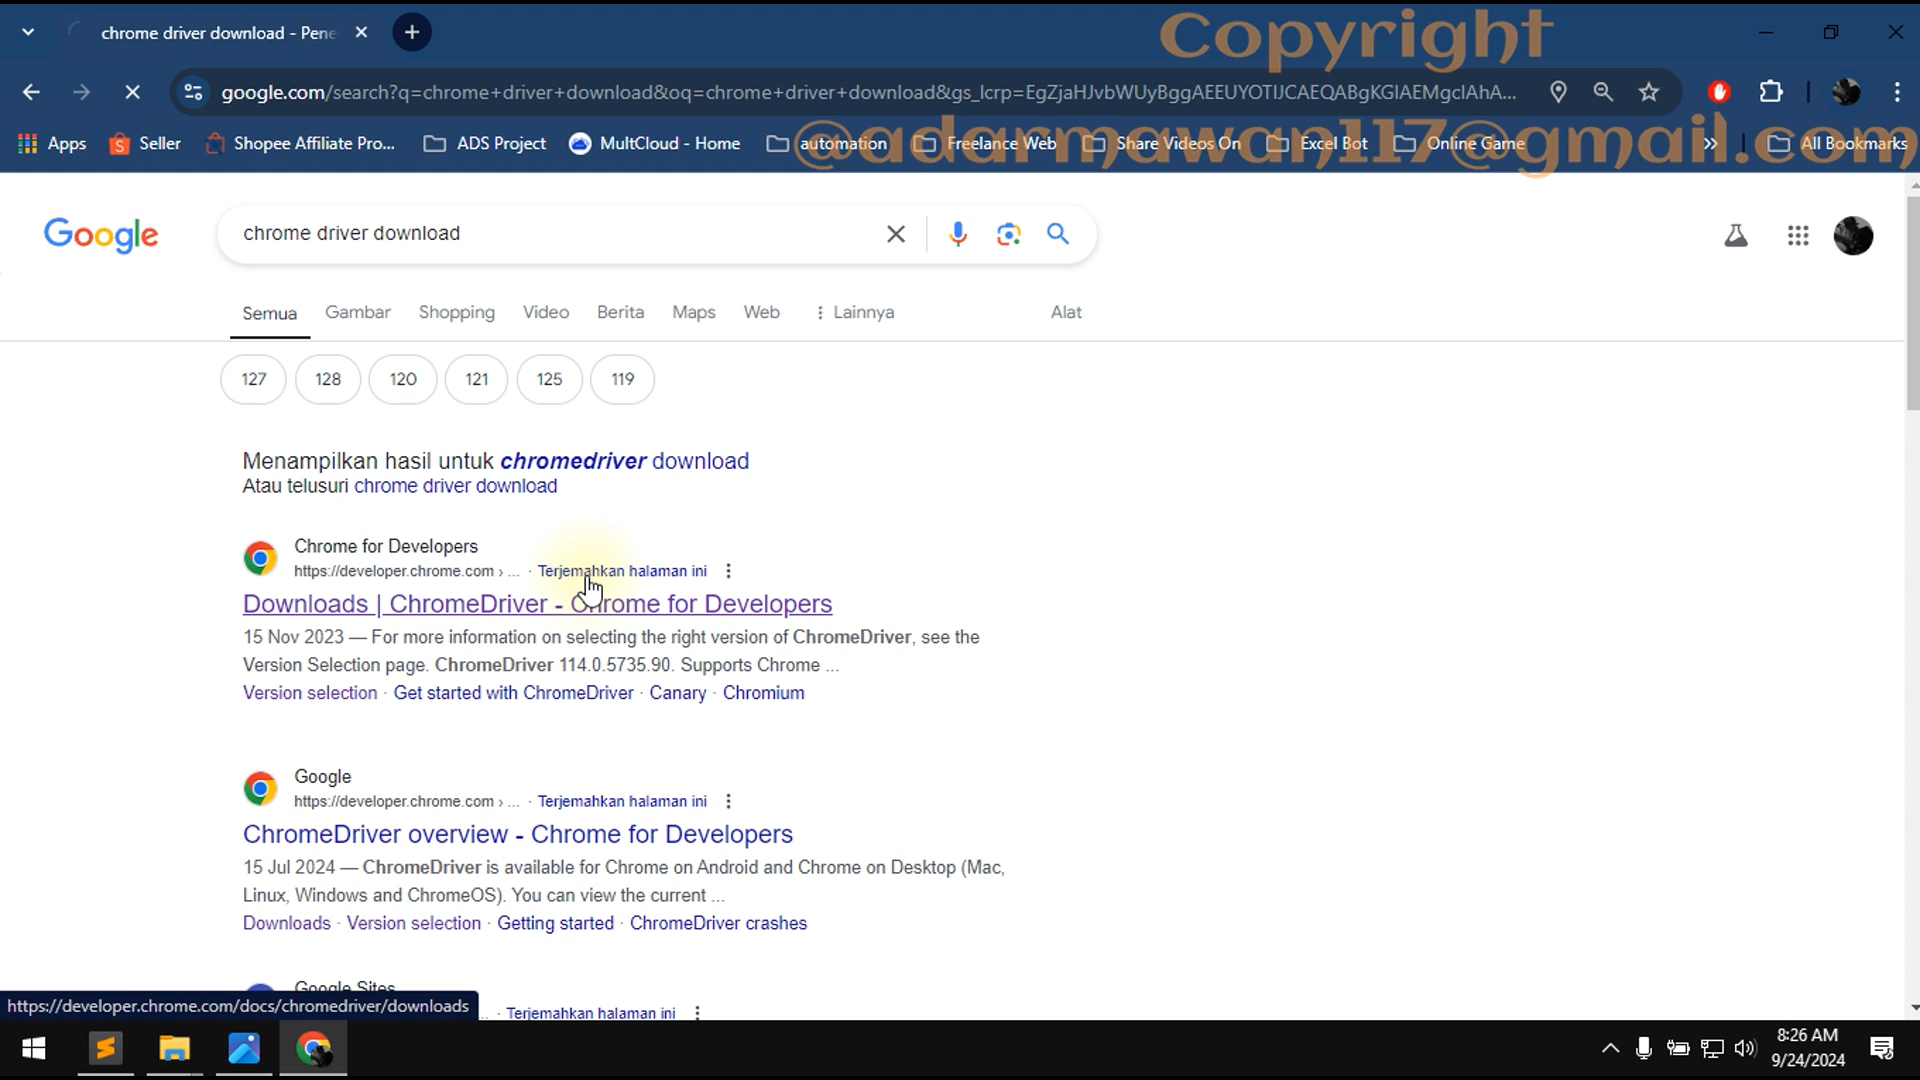 chrome driver download - Pene
Copyright
google.com/search?q=chrome+driver+download&oq=chrome+driver+download&gs_lcrp=EgZjaHJvbWUyBggAEEUYOTIJCAEQABgKGIAEMgcIAhA...
Apps
Seller
Shopee Affiliate Pro...
ADS Project
MultCloud - Home
automation
Freelance Web
Share Videos On
Excel Bot
Online Game
All Bookmarks
@adarmawan117@gmail.com
Google
chrome driver download
Semua
Gambar
Shopping
Video
Berita
Maps
Web
Lainnya
Alat
127
128
120
121
125
119
Menampilkan hasil untuk chromedriver download
Atau telusuri chrome driver download
Chrome for Developers
https://developer.chrome.com › ... · Terjemahkan halaman ini
Downloads | ChromeDriver - Chrome for Developers
15 Nov 2023 — For more information on selecting the right version of ChromeDriver, see the
Version Selection page. ChromeDriver 114.0.5735.90. Supports Chrome ...
Version selection · Get started with ChromeDriver · Canary · Chromium
Google
https://developer.chrome.com › ... · Terjemahkan halaman ini
ChromeDriver overview - Chrome for Developers
15 Jul 2024 — ChromeDriver is available for Chrome on Android and Chrome on Desktop (Mac,
Linux, Windows and ChromeOS). You can view the current ...
Downloads · Version selection · Getting started · ChromeDriver crashes
Google Sites
... · Terjemahkan halaman ini
https://developer.chrome.com/docs/chromedriver/downloads
8:26 AM
9/24/2024